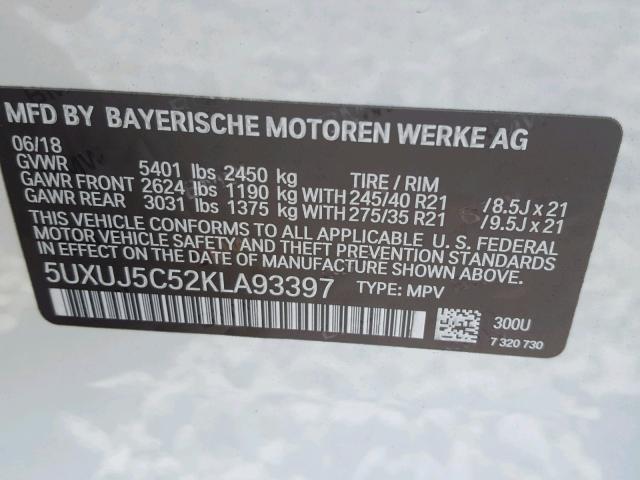 MFD BY BAYERISCHE MOTOREN WERKE AG
06/18
GVWR 5401 lbs 2450 kg TIRE / RIM
GAWR FRONT 2624 lbs 1190 kg WITH 245/40 R21 /8.5J x 21
GAWR REAR 3031 lbs 1375 kg WITH 275/35 R21 /9.5J x 21
THIS VEHICLE CONFORMS TO ALL APPLICABLE U. S. FEDERAL
MOTOR VEHICLE SAFETY AND THEFT PREVENTION STANDARDS
IN EFFECT ON THE DATE OF MANUFACTURE SHOWN ABOVE.
5UXUJ5C52KLA93397 TYPE: MPV
300U
7 320 730